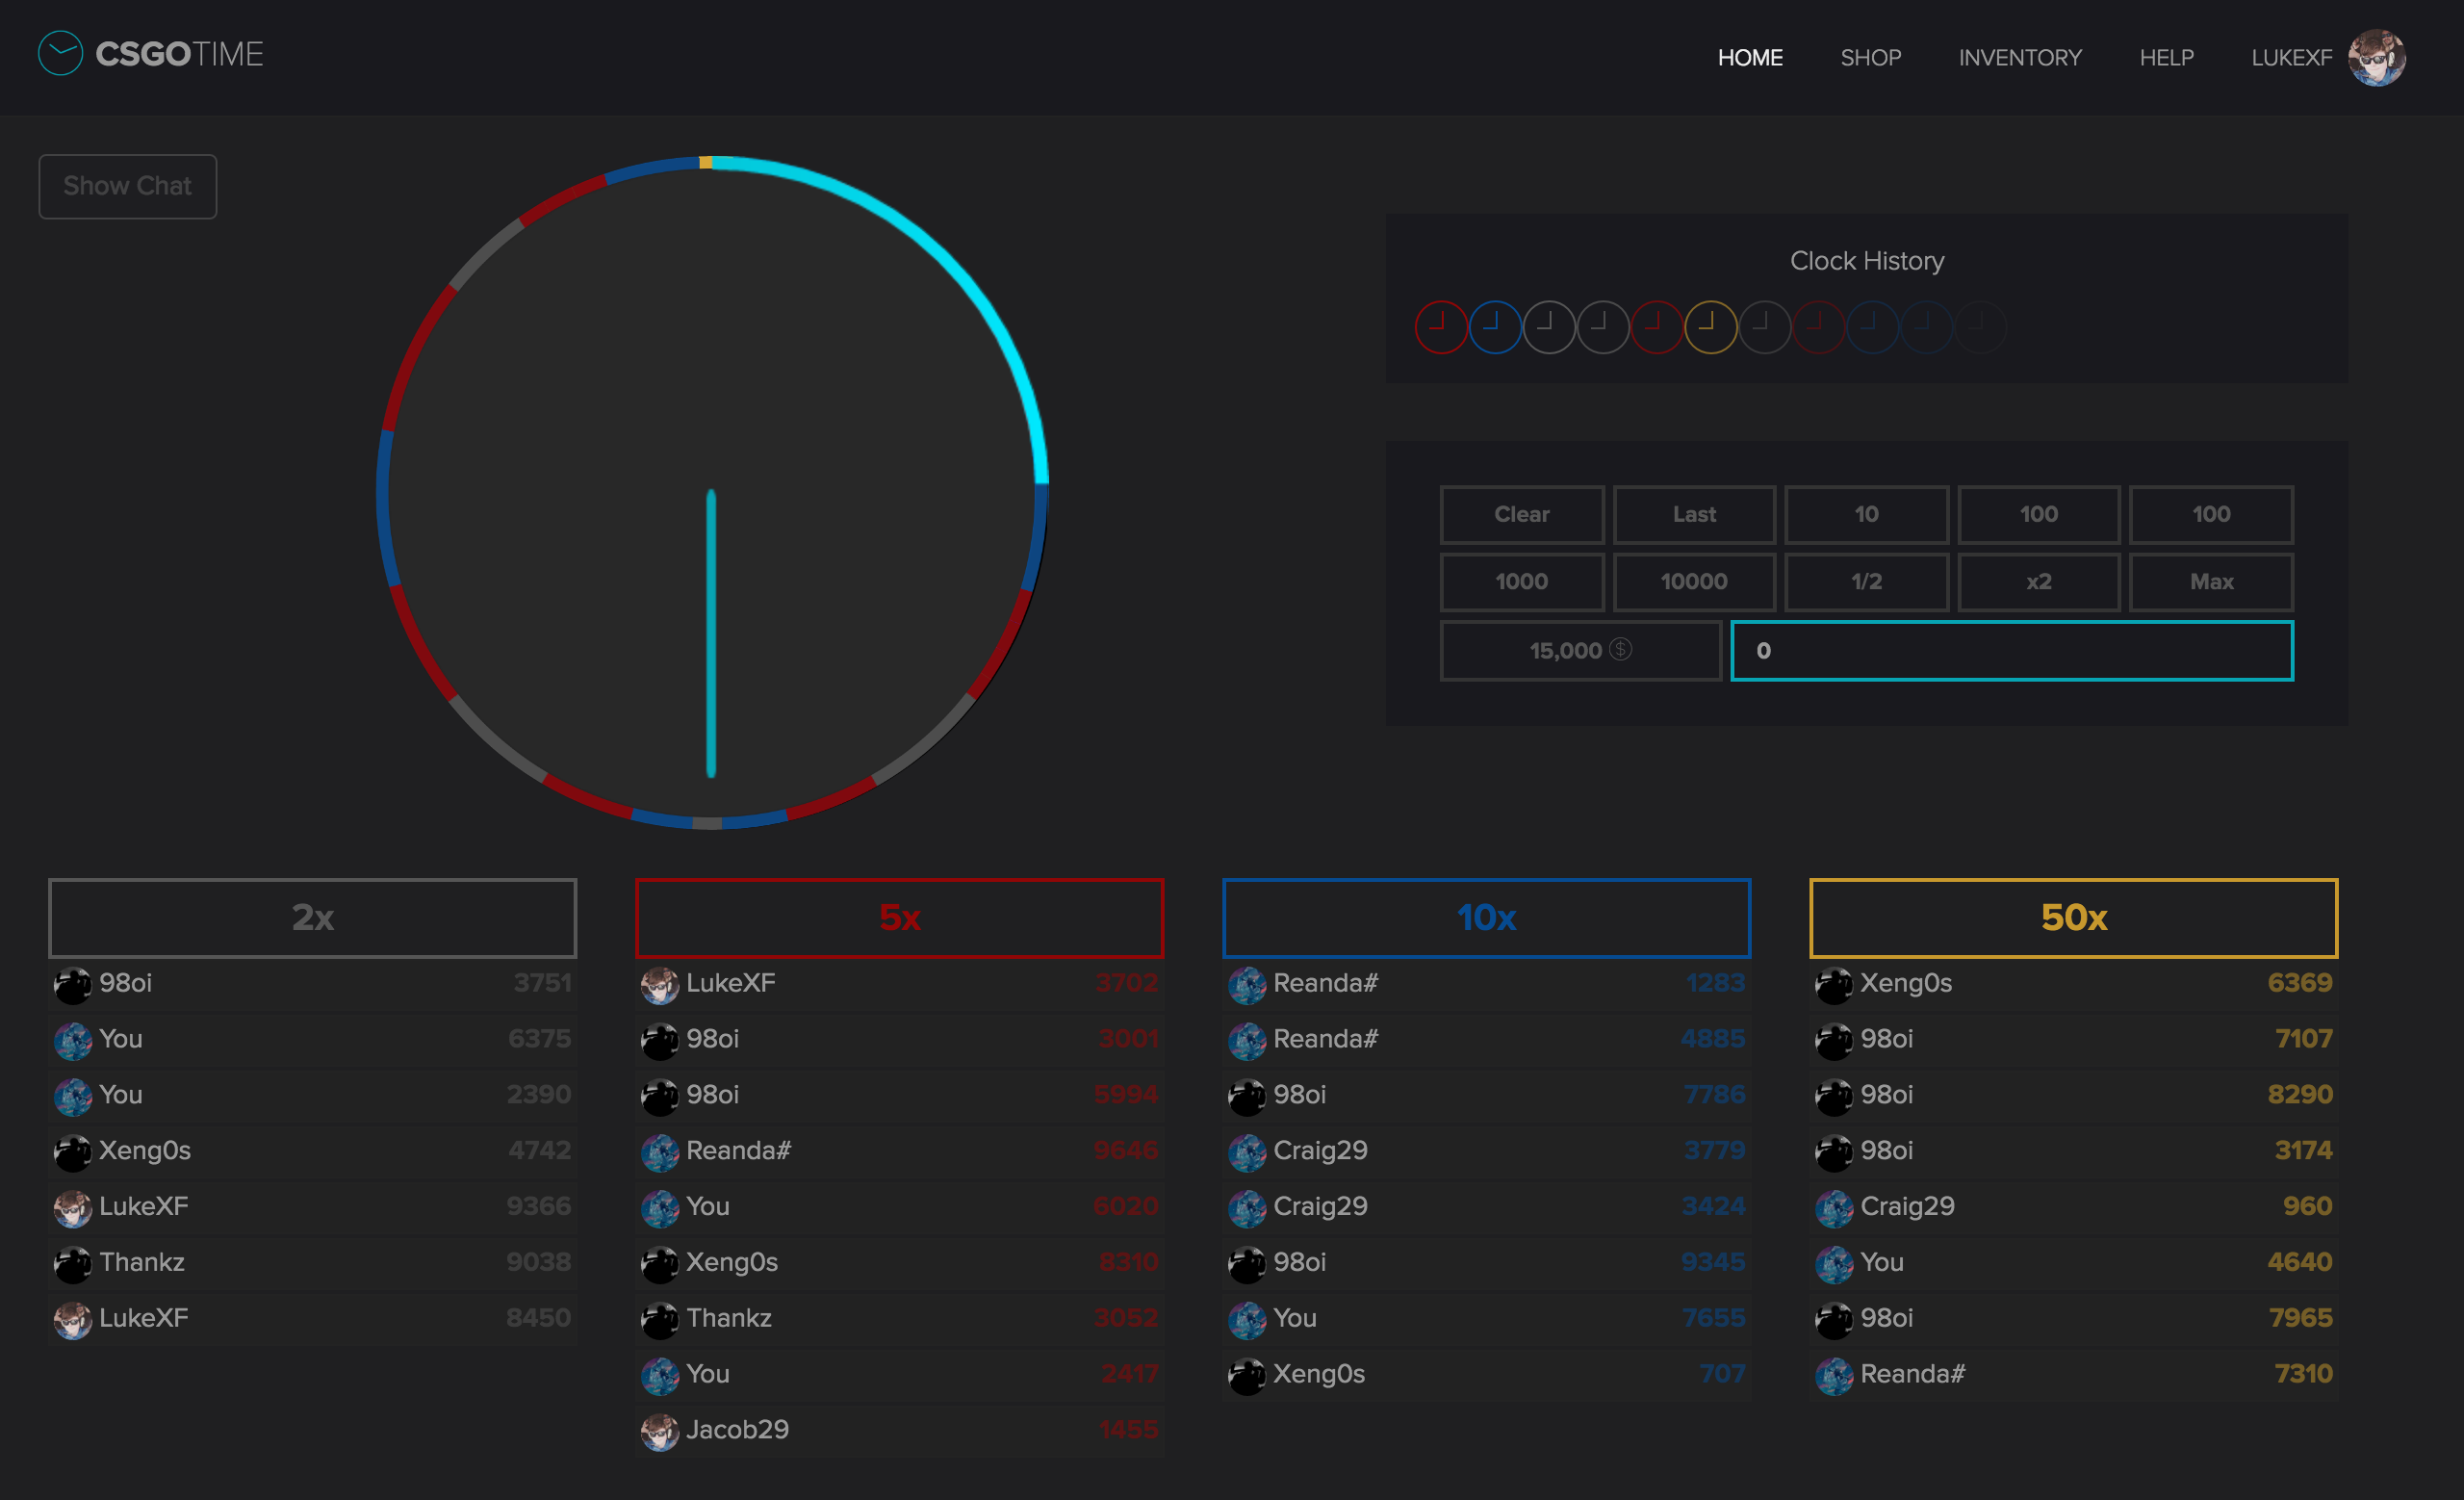 CSGOTIME
HOME SHOP INVENTORY HELP LUKEXF
Show Chat
Clock History
Clear Last 10 100 100
1000 10000 1/2 x2 Max
15,000 $ 0
2x
98oi 3751
You 6375
You 2390
Xeng0s 4742
LukeXF 9366
Thankz 9038
LukeXF 8450
5x
LukeXF 3702
98oi 3001
98oi 5994
Reanda# 9646
You 6020
Xeng0s 8310
Thankz 3052
You 2417
Jacob29 1455
10x
Reanda# 1283
Reanda# 4885
98oi 7786
Craig29 3779
Craig29 3424
98oi 9345
You 7655
Xeng0s 707
50x
Xeng0s 6369
98oi 7107
98oi 8290
98oi 3174
Craig29 960
You 4640
98oi 7965
Reanda# 7310